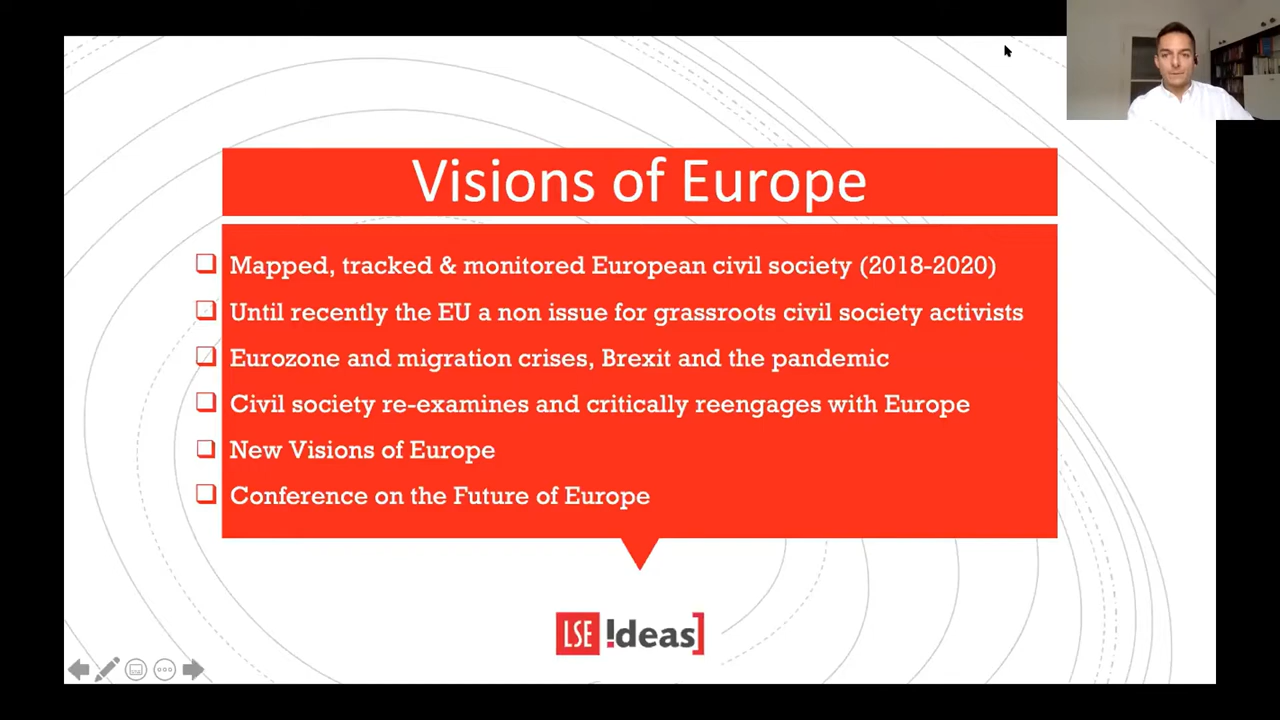 Visions of Europe
Mapped, tracked & monitored European civil society (2018-2020)
Until recently the EU a non issue for grassroots civil society activists
Eurozone and migration crises, Brexit and the pandemic
Civil society re-examines and critically reengages with Europe
New Visions of Europe
Conference on the Future of Europe
LSE !deas]